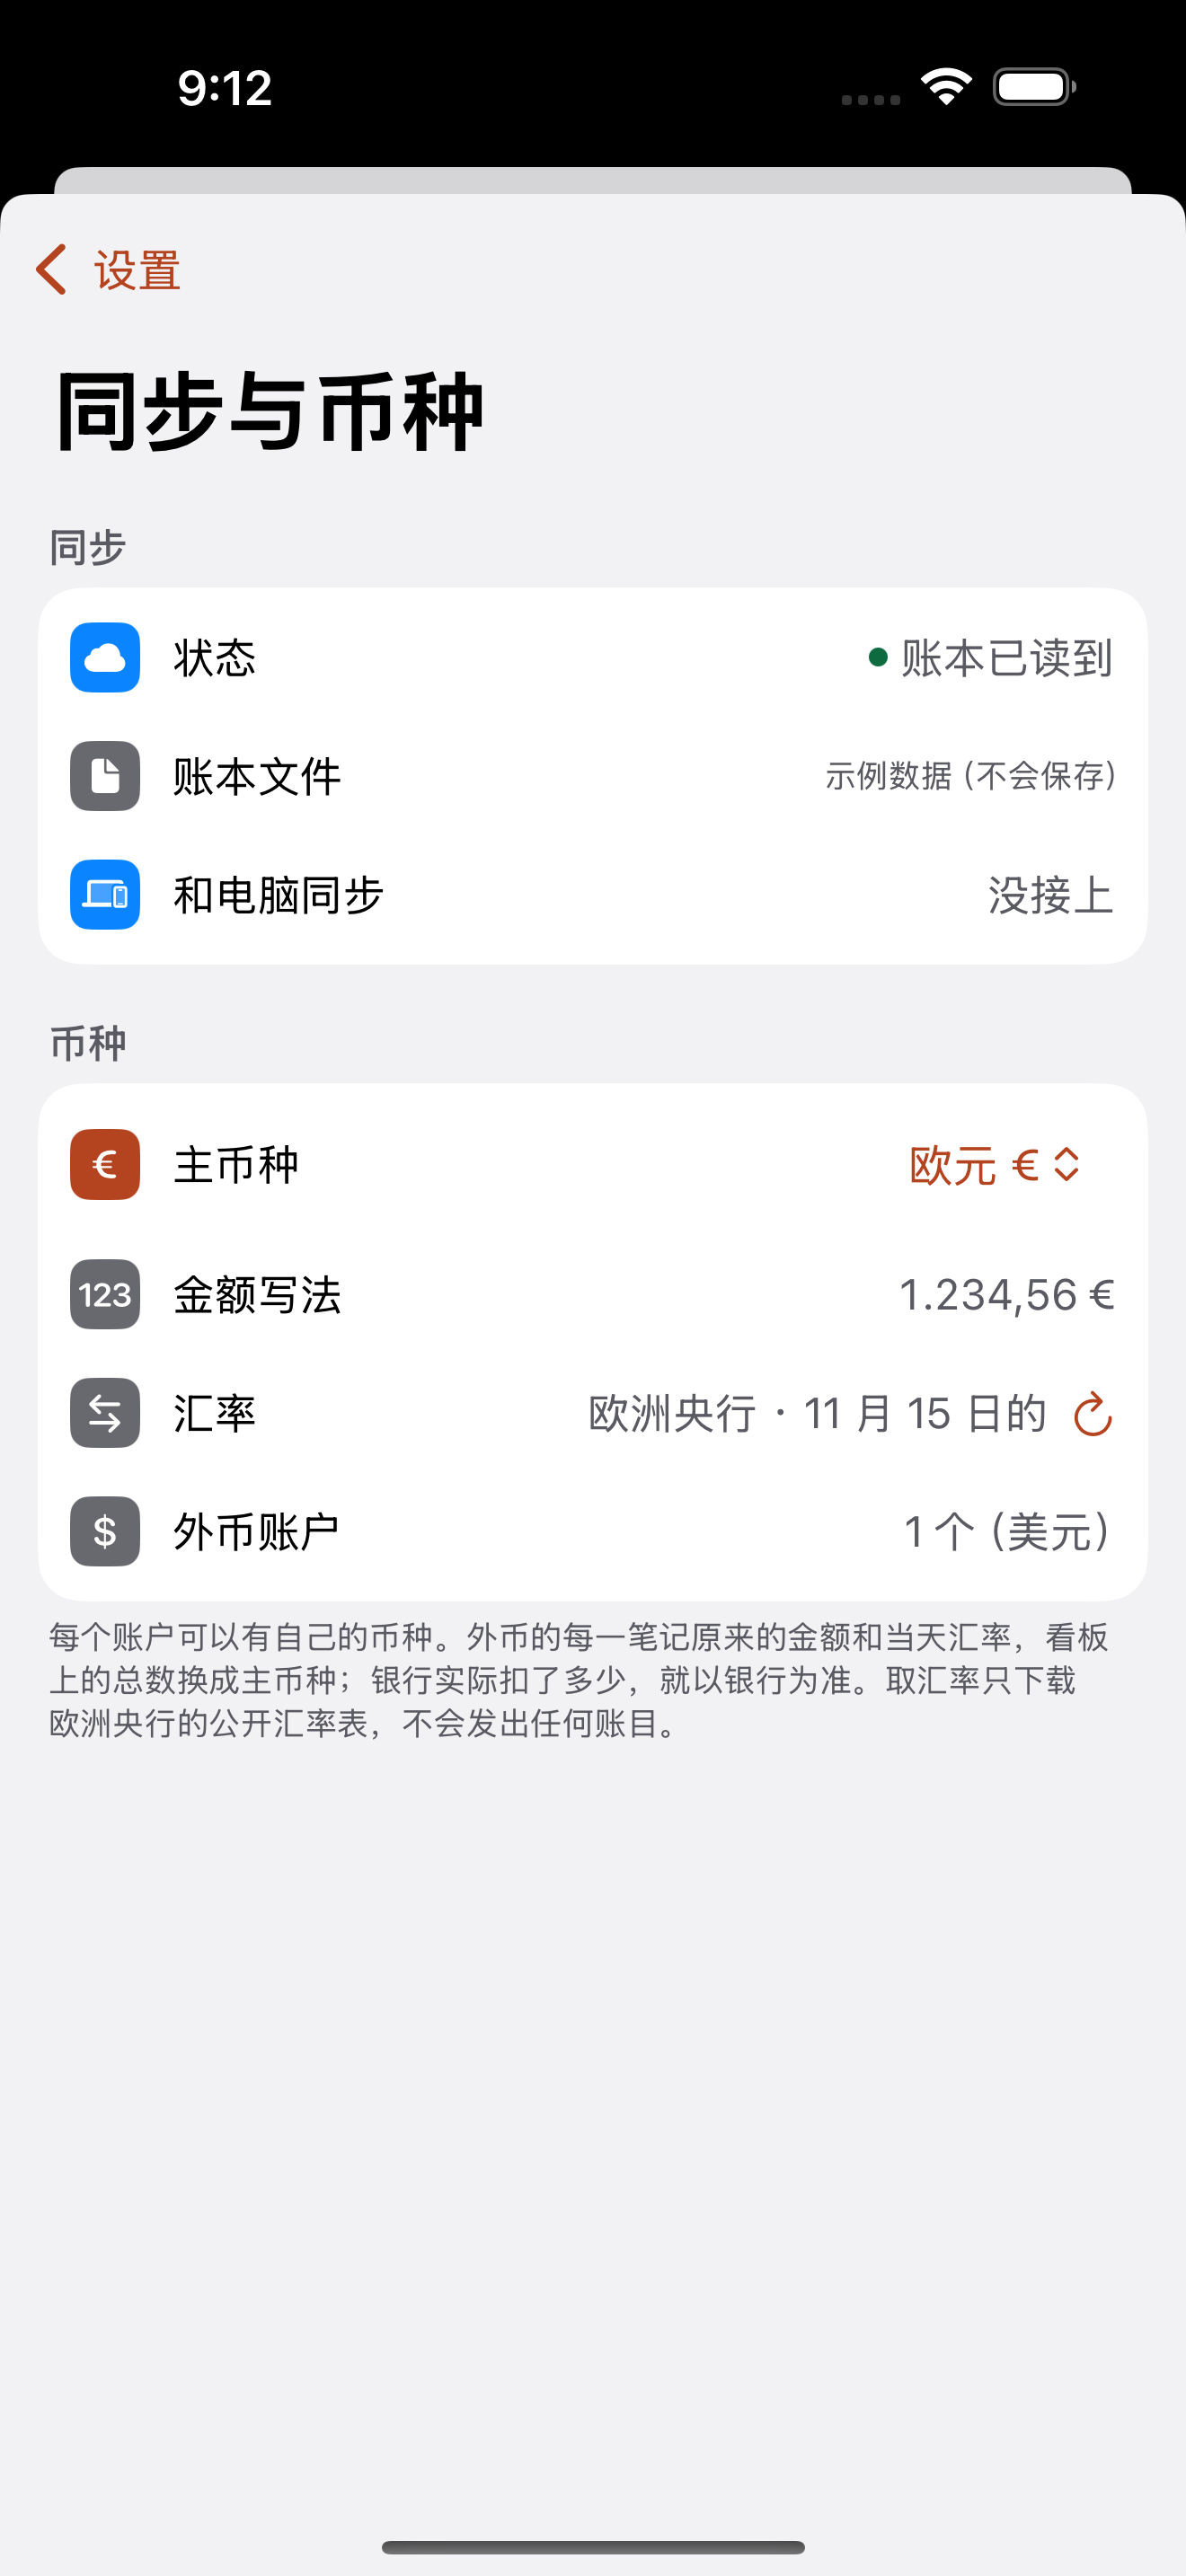 9:12
设置
同步与币种
同步
状态 账本已读到
账本文件 示例数据（不会保存）
和电脑同步 没接上
币种
€ 主币种 欧元 €
123 金额写法 1.234,56 €
汇率 欧洲央行 · 11 月 15 日的
$ 外币账户 1 个（美元）
每个账户可以有自己的币种。外币的每一笔记原来的金额和当天汇率，看板
上的总数换成主币种；银行实际扣了多少，就以银行为准。取汇率只下载
欧洲央行的公开汇率表，不会发出任何账目。